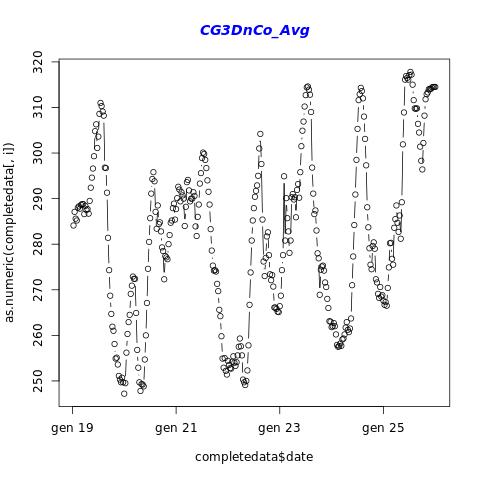 CG3DnCo_Avg
as.numeric(completedata[, i])
320
310
300
290
280
270
260
250
gen 19
gen 21
gen 23
gen 25
completedata$date